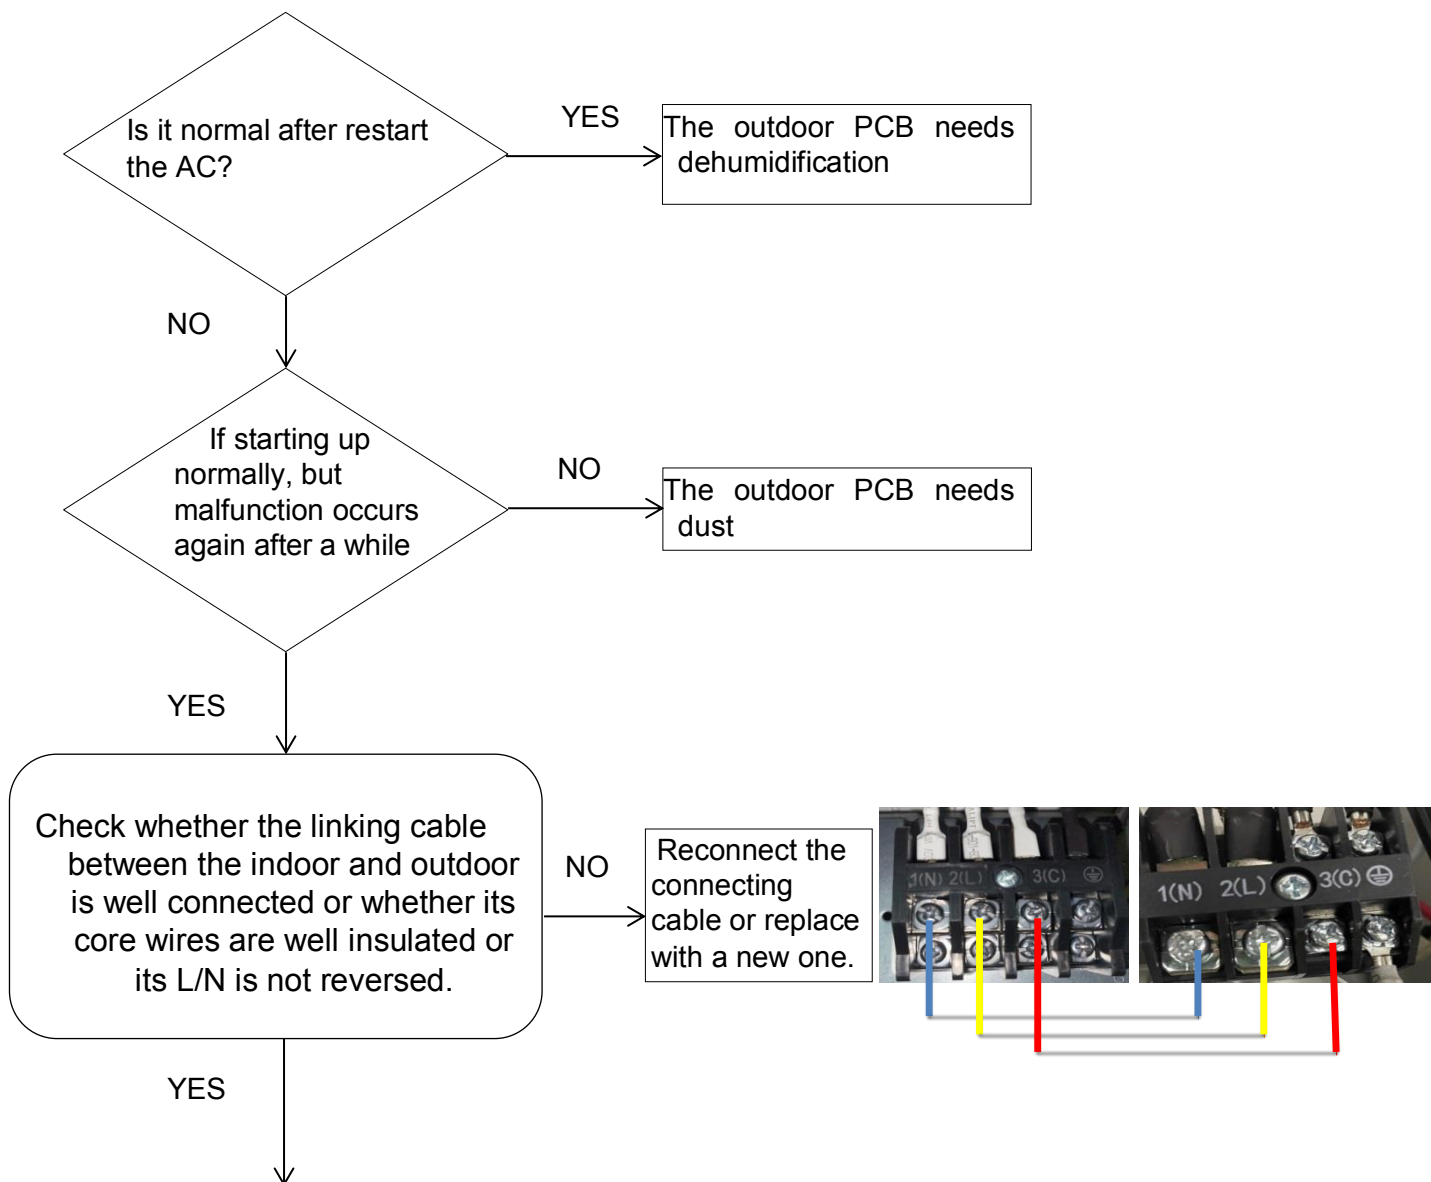 Is it normal after restart
the AC?
YES
The outdoor PCB needs
dehumidification
NO
If starting up
normally, but
malfunction occurs
again after a while
NO
The outdoor PCB needs
dust
YES
Check whether the linking cable
between the indoor and outdoor
is well connected or whether its
core wires are well insulated or
its L/N is not reversed.
NO
Reconnect the
connecting
cable or replace
with a new one.
1(N) 2(L) 3(C)
1(N) 2(L) 3(C)
YES